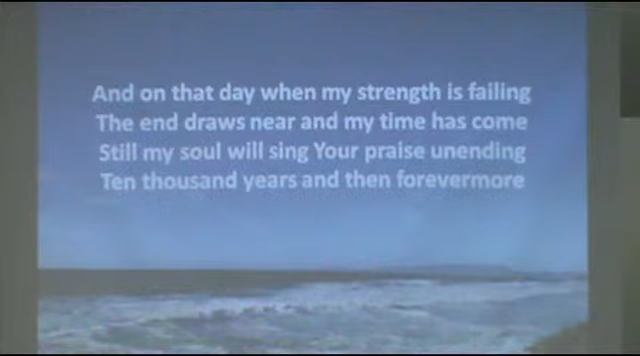 And on that day when my strength is failing
The end draws near and my time has come
Still my soul will sing Your praise unending
Ten thousand years and then forevermore